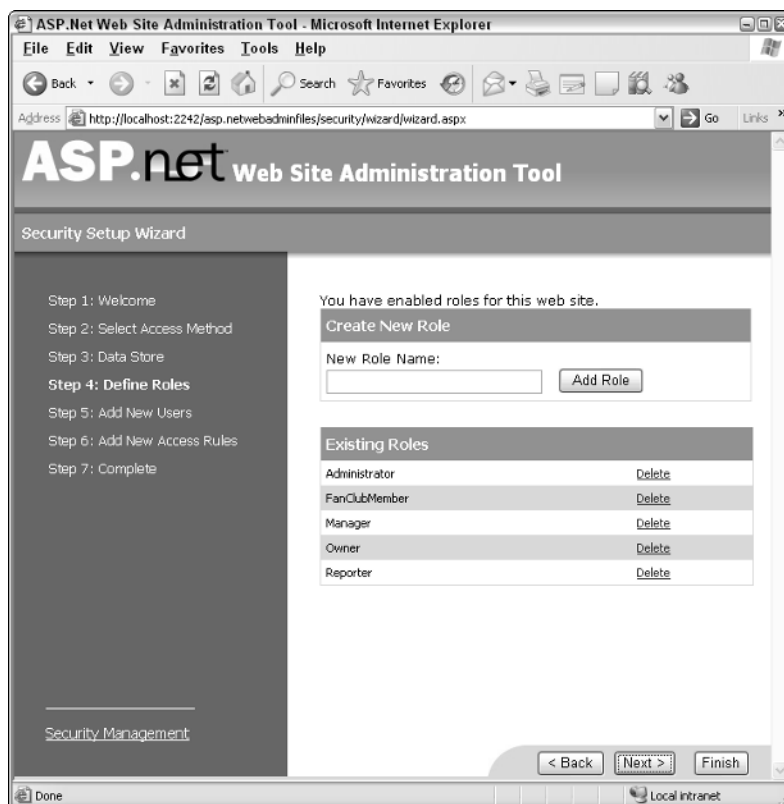 ASP.Net Web Site Administration Tool - Microsoft Internet Explorer
File Edit View Favorites Tools Help
Back Search Favorites
Address http://localhost:2242/asp.netwebadminfiles/security/wizard/wizard.aspx Go Links »
ASP.net Web Site Administration Tool
Security Setup Wizard
Step 1: Welcome
Step 2: Select Access Method
Step 3: Data Store
Step 4: Define Roles
Step 5: Add New Users
Step 6: Add New Access Rules
Step 7: Complete
Security Management
You have enabled roles for this web site.
Create New Role
New Role Name:
Add Role
Existing Roles
Administrator Delete
FanClubMember Delete
Manager Delete
Owner Delete
Reporter Delete
< Back Next > Finish
Done Local intranet